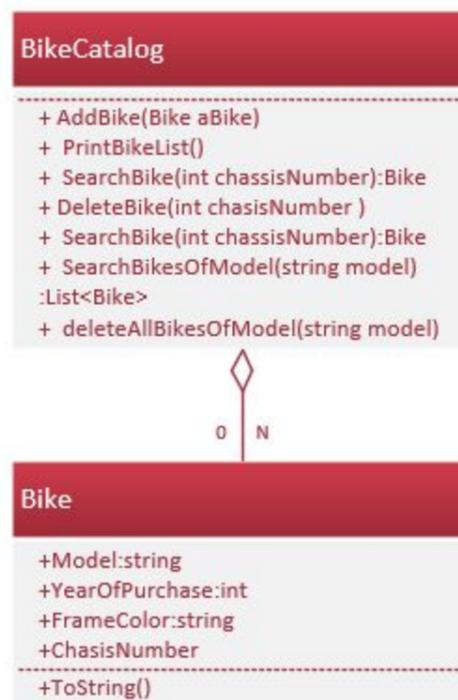 BikeCatalog
+ AddBike(Bike aBike)
+ PrintBikeList()
+ SearchBike(int chassisNumber):Bike
+ DeleteBike(int chasisNumber )
+ SearchBike(int chassisNumber):Bike
+ SearchBikesOfModel(string model)
:List<Bike>
+ deleteAllBikesOfModel(string model)
0 N
Bike
+Model:string
+YearOfPurchase:int
+FrameColor:string
+ChasisNumber
+ToString()